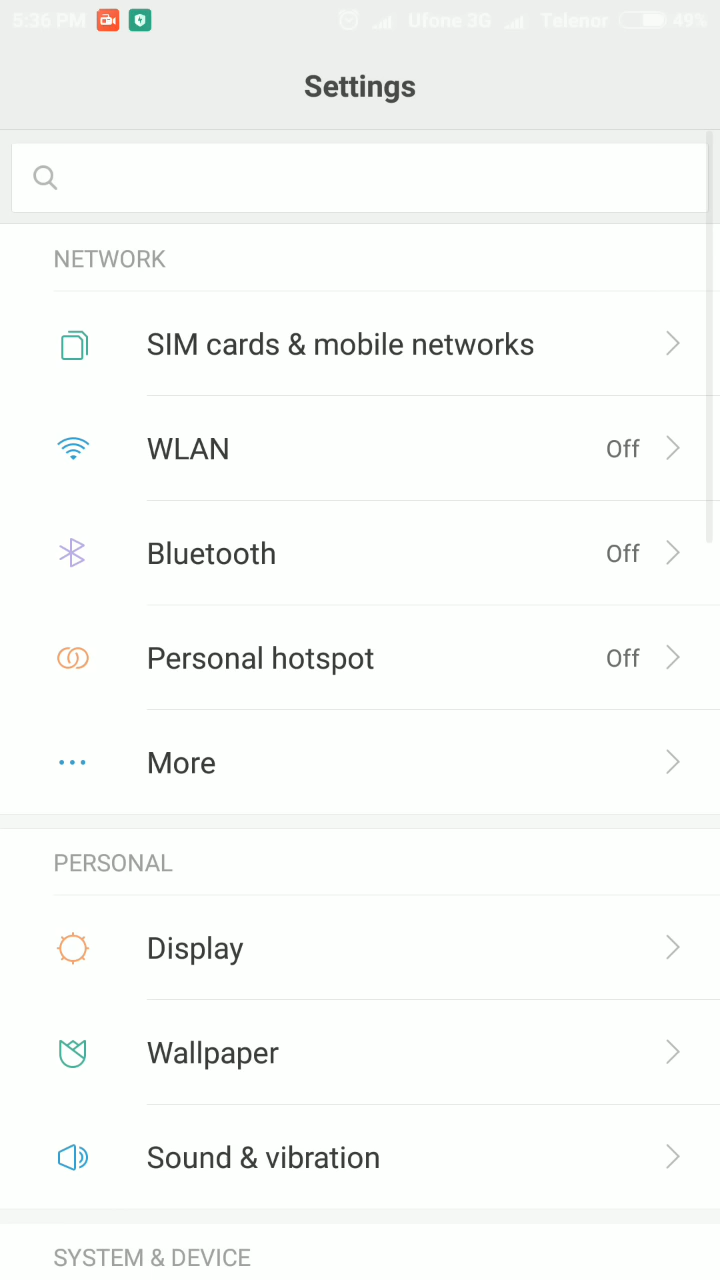 5:36 PM Ufone 3G Telenor 49%
Settings
NETWORK
SIM cards & mobile networks
WLAN Off
Bluetooth Off
Personal hotspot Off
More
PERSONAL
Display
Wallpaper
Sound & vibration
SYSTEM & DEVICE